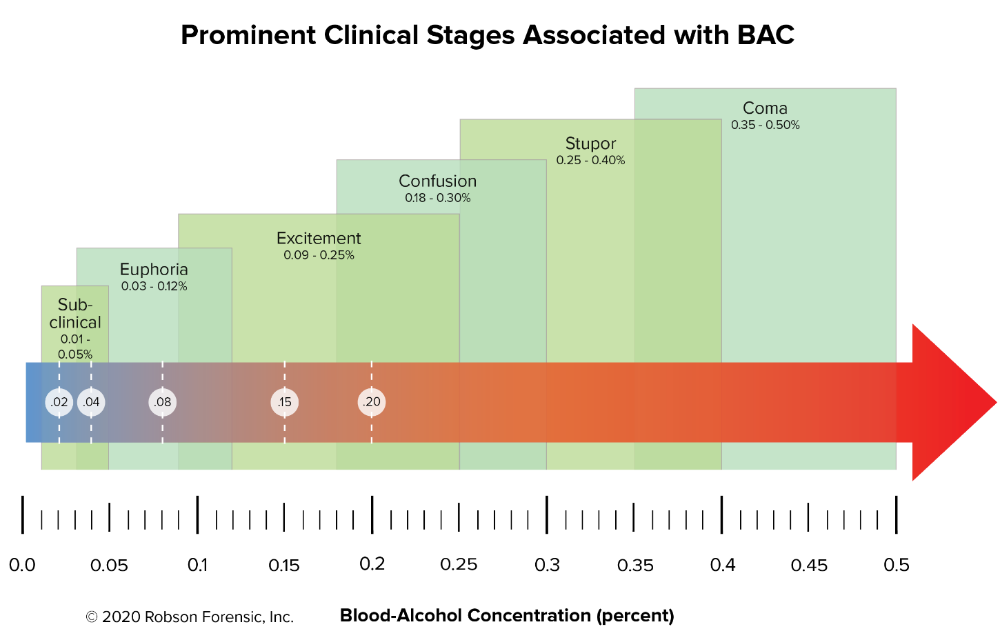 Prominent Clinical Stages Associated with BAC
Coma
0.35 - 0.50%
Stupor
0.25 - 0.40%
Confusion
0.18 - 0.30%
Excitement
0.09 - 0.25%
Euphoria
0.03 - 0.12%
Sub-
clinical
0.01 -
0.05%
.02 .04 .08 .15 .20
0.0 0.05 0.1 0.15 0.2 0.25 0.3 0.35 0.4 0.45 0.5
© 2020 Robson Forensic, Inc. Blood-Alcohol Concentration (percent)